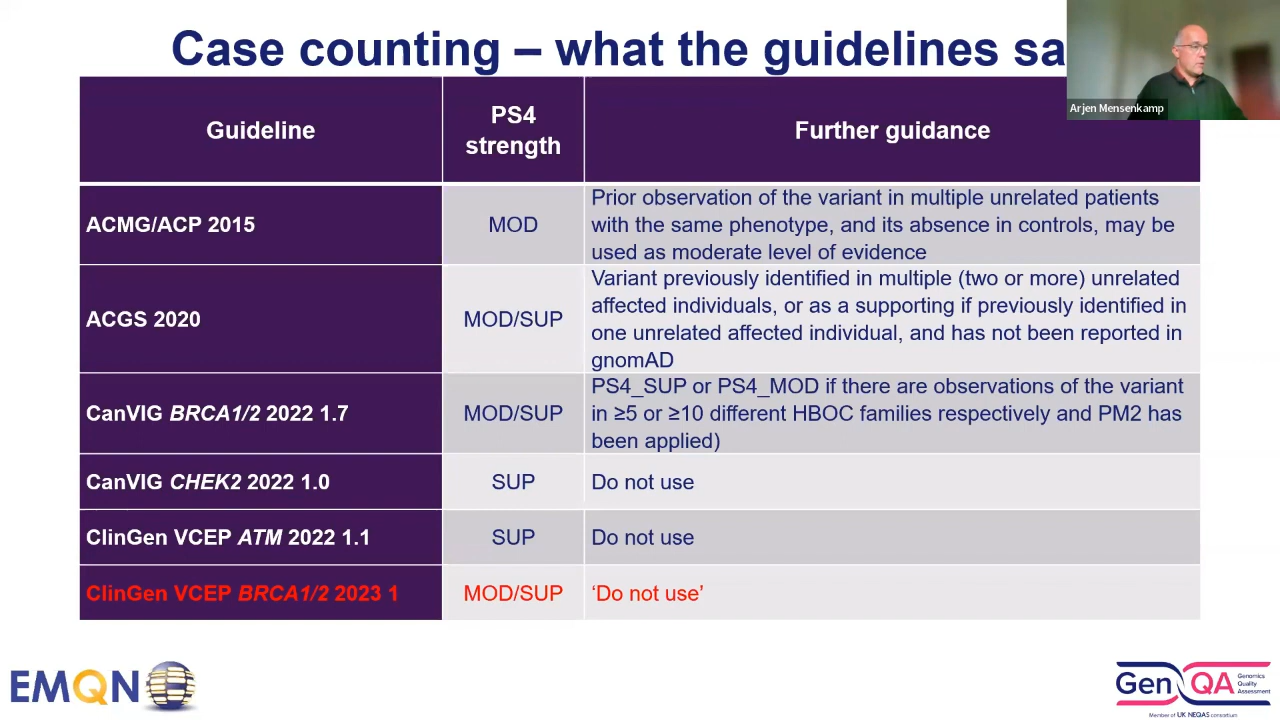 Case counting – what the guidelines sa
Arjen Mensenkamp
Guideline
PS4
strength
Further guidance
ACMG/ACP 2015
MOD
Prior observation of the variant in multiple unrelated patients
with the same phenotype, and its absence in controls, may be
used as moderate level of evidence
ACGS 2020
MOD/SUP
Variant previously identified in multiple (two or more) unrelated
affected individuals, or as a supporting if previously identified in
one unrelated affected individual, and has not been reported in
gnomAD
CanVIG BRCA1/2 2022 1.7
MOD/SUP
PS4_SUP or PS4_MOD if there are observations of the variant
in ≥5 or ≥10 different HBOC families respectively and PM2 has
been applied)
CanVIG CHEK2 2022 1.0
SUP
Do not use
ClinGen VCEP ATM 2022 1.1
SUP
Do not use
ClinGen VCEP BRCA1/2 2023 1
MOD/SUP
‘Do not use’
EMQN
GenQA
Genomics
Quality
Assessment
Member of UK NEQAS consortium